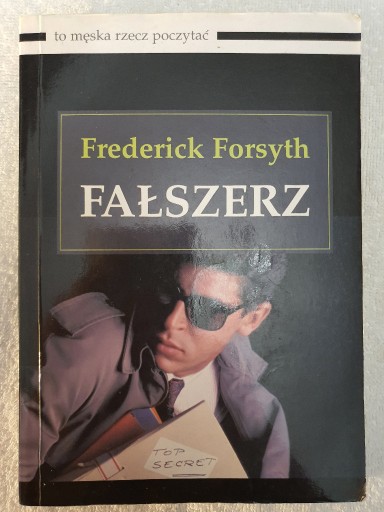 to męska rzecz poczytać
Frederick Forsyth
FAŁSZERZ
TOP
SECRET